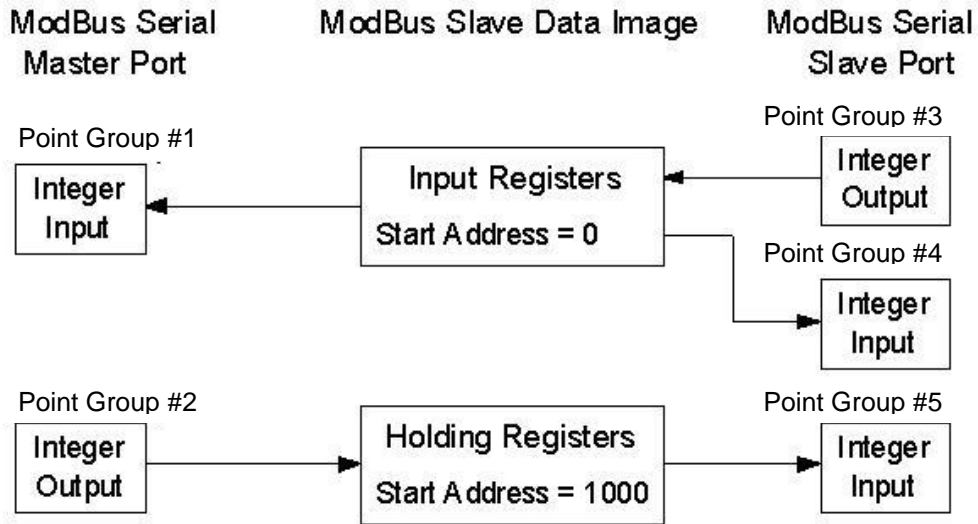 ModBus Serial
Master Port
ModBus Slave Data Image
ModBus Serial
Slave Port
Point Group #1
Integer
Input
Input Registers
Start Address = 0
Point Group #3
Integer
Output
Point Group #4
Integer
Input
Point Group #2
Integer
Output
Holding Registers
Start Address = 1000
Point Group #5
Integer
Input